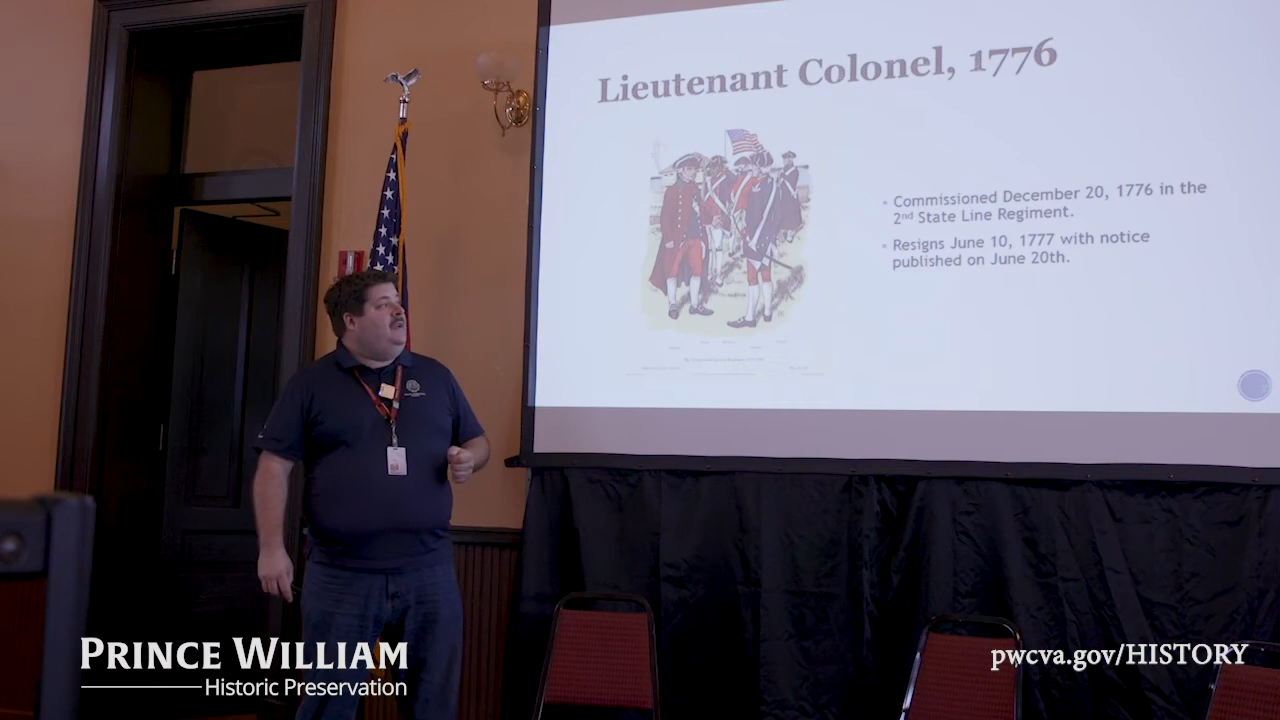 Lieutenant Colonel, 1776
Commissioned December 20, 1776 in the
2nd State Line Regiment.
Resigns June 10, 1777 with notice
published on June 20th.
PRINCE WILLIAM
Historic Preservation
pwcva.gov/HISTORY